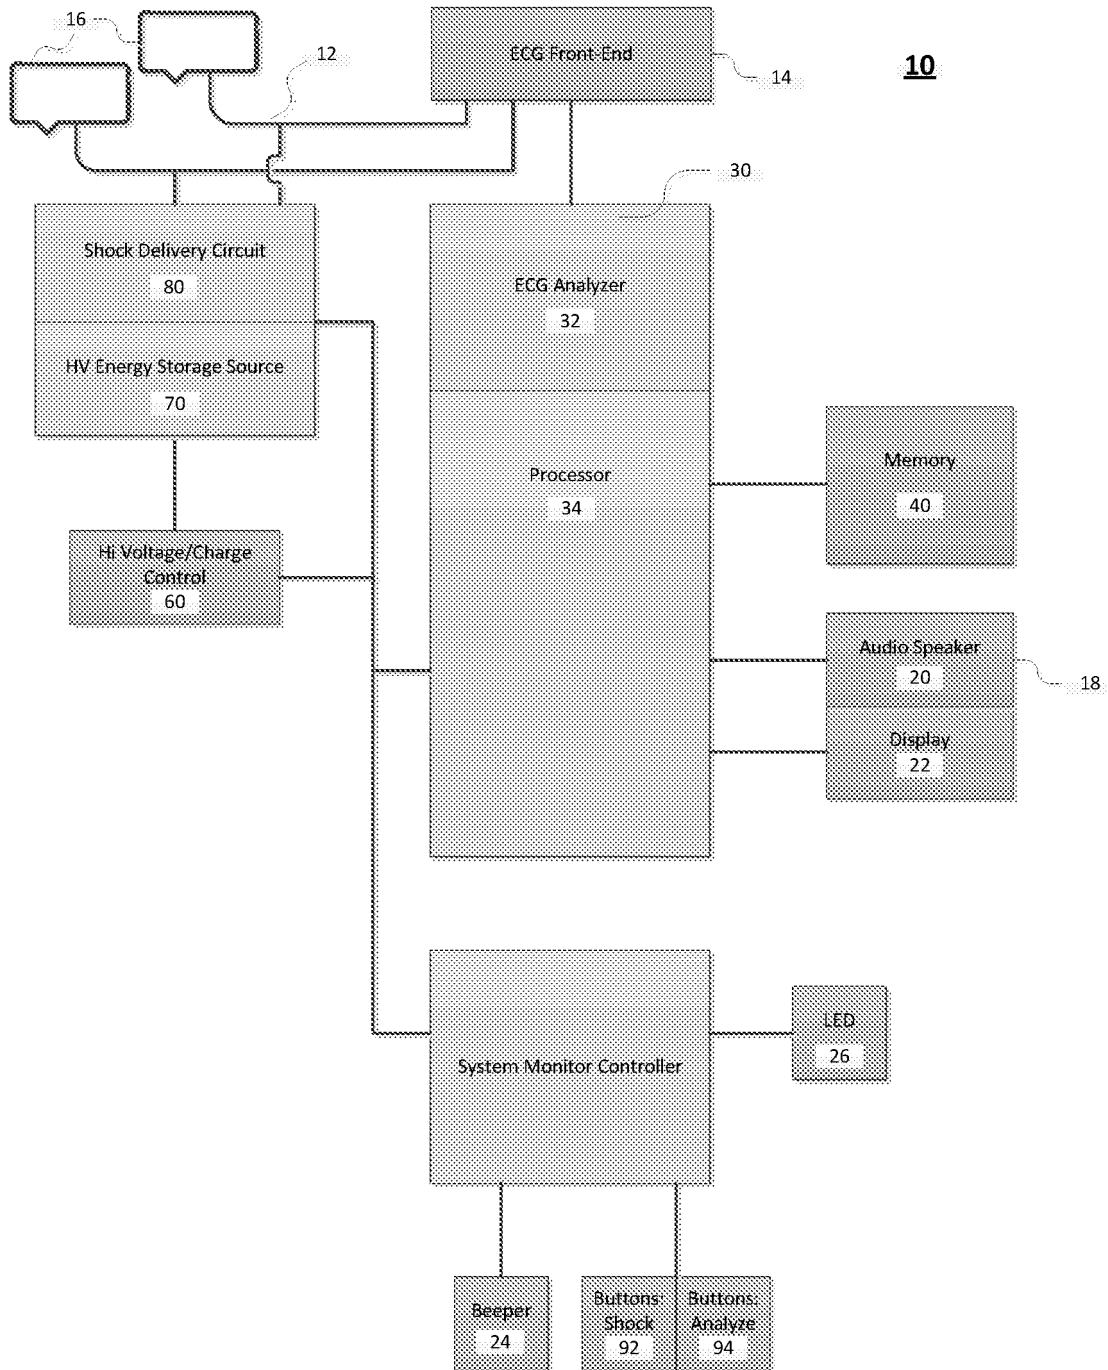 16
12
ECG Front-End
14
10
30
Shock Delivery Circuit
80
ECG Analyzer
32
HV Energy Storage Source
70
Processor
34
Memory
40
Hi Voltage/Charge
Control
60
Audio Speaker
20
18
Display
22
System Monitor Controller
LED
26
Beeper
24
Buttons:
Shock
92
Buttons:
Analyze
94